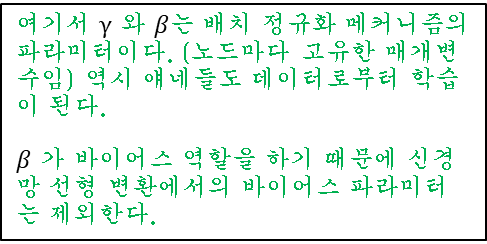 여기서 γ 와 β는 배치 정규화 메커니즘의
파라미터이다. (노드마다 고유한 매개변
수임) 역시 얘네들도 데이터로부터 학습
이 된다.
β 가 바이어스 역할을 하기 때문에 신경
망 선형 변환에서의 바이어스 파라미터
는 제외한다.